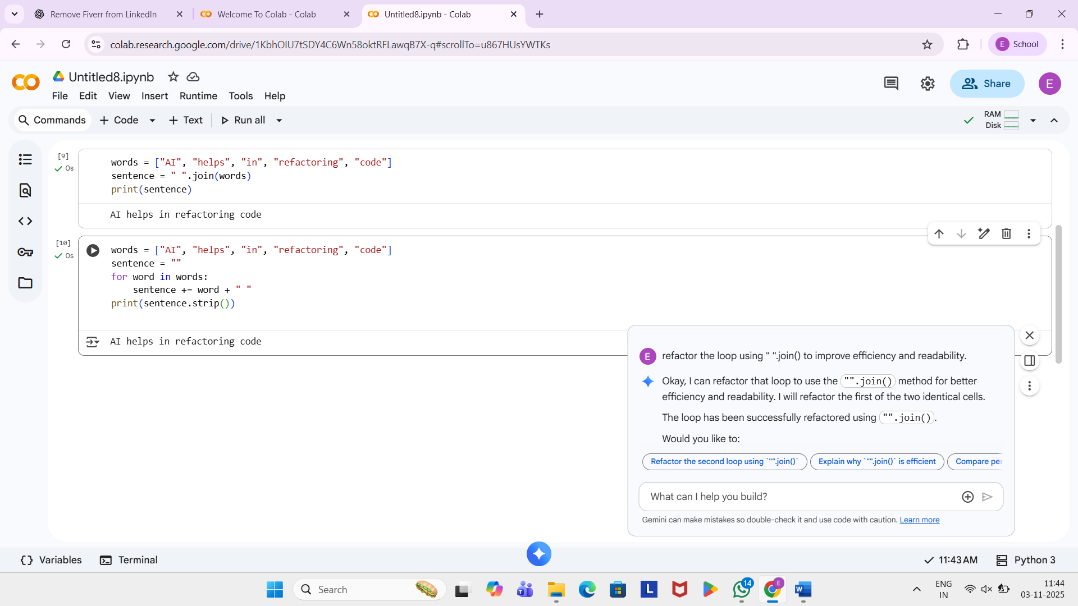 Remove Fiverr from LinkedIn
Welcome To Colab - Colab
Untitled8.ipynb - Colab
colab.research.google.com/drive/1KbhOIU7tSDY4C6Wn58oktRFLawqB7X-q#scrollTo=u867HUsYWTKs
E School
Untitled8.ipynb
File Edit View Insert Runtime Tools Help
Share
E
Commands + Code + Text Run all
RAM
Disk
[9]
0s
words = ["AI", "helps", "in", "refactoring", "code"]
sentence = " ".join(words)
print(sentence)
AI helps in refactoring code
[10]
0s
words = ["AI", "helps", "in", "refactoring", "code"]
sentence = ""
for word in words:
sentence += word + " "
print(sentence.strip())
AI helps in refactoring code
E refactor the loop using " ".join() to improve efficiency and readability.
Okay, I can refactor that loop to use the "".join() method for better
efficiency and readability. I will refactor the first of the two identical cells.
The loop has been successfully refactored using "".join().
Would you like to:
Refactor the second loop using `"".join()` Explain why `"".join()` is efficient Compare pe
What can I help you build?
Gemini can make mistakes so double-check it and use code with caution. Learn more
Variables Terminal
11:43 AM Python 3
Search
L
14
ENG
IN
11:44
03-11-2025